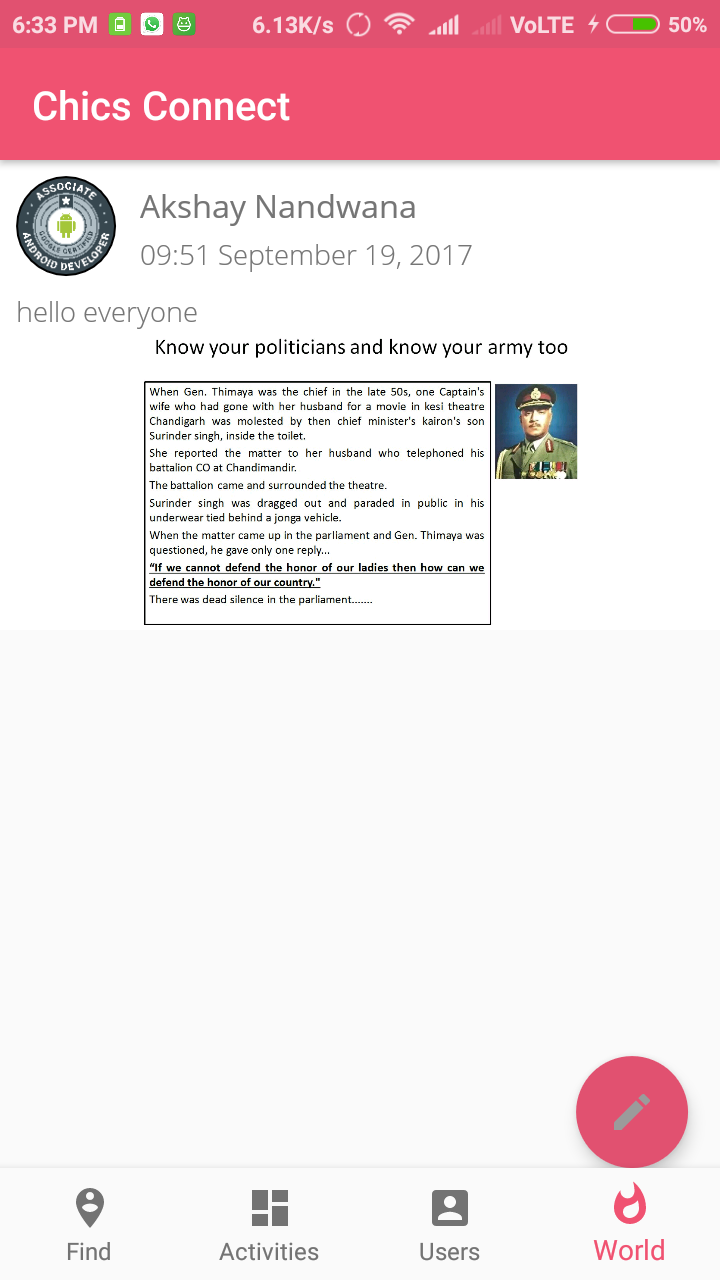 6:33 PM 6.13K/s VoLTE 50%
Chics Connect
ASSOCIATE
GOOGLE CERTIFIED
ANDROID DEVELOPER
Akshay Nandwana
09:51 September 19, 2017
hello everyone
Know your politicians and know your army too
When Gen. Thimaya was the chief in the late 50s, one Captain's
wife who had gone with her husband for a movie in kesi theatre
Chandigarh was molested by then chief minister's kairon's son
Surinder singh, inside the toilet.
She reported the matter to her husband who telephoned his
battalion CO at Chandimandir.
The battalion came and surrounded the theatre.
Surinder singh was dragged out and paraded in public in his
underwear tied behind a jonga vehicle.
When the matter came up in the parliament and Gen. Thimaya was
questioned, he gave only one reply...
“If we cannot defend the honor of our ladies then how can we
defend the honor of our country."
There was dead silence in the parliament.......
Find
Activities
Users
World